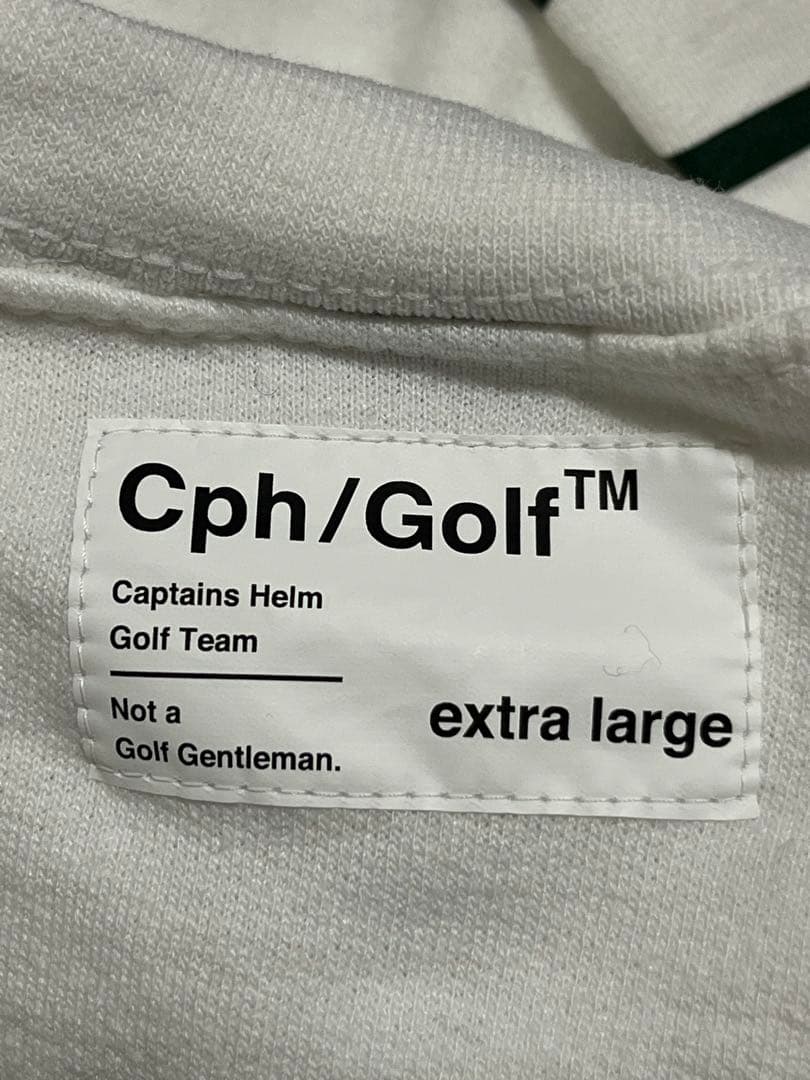 Cph/Golf™
Captains Helm
Golf Team
Not a
Golf Gentleman.
extra large